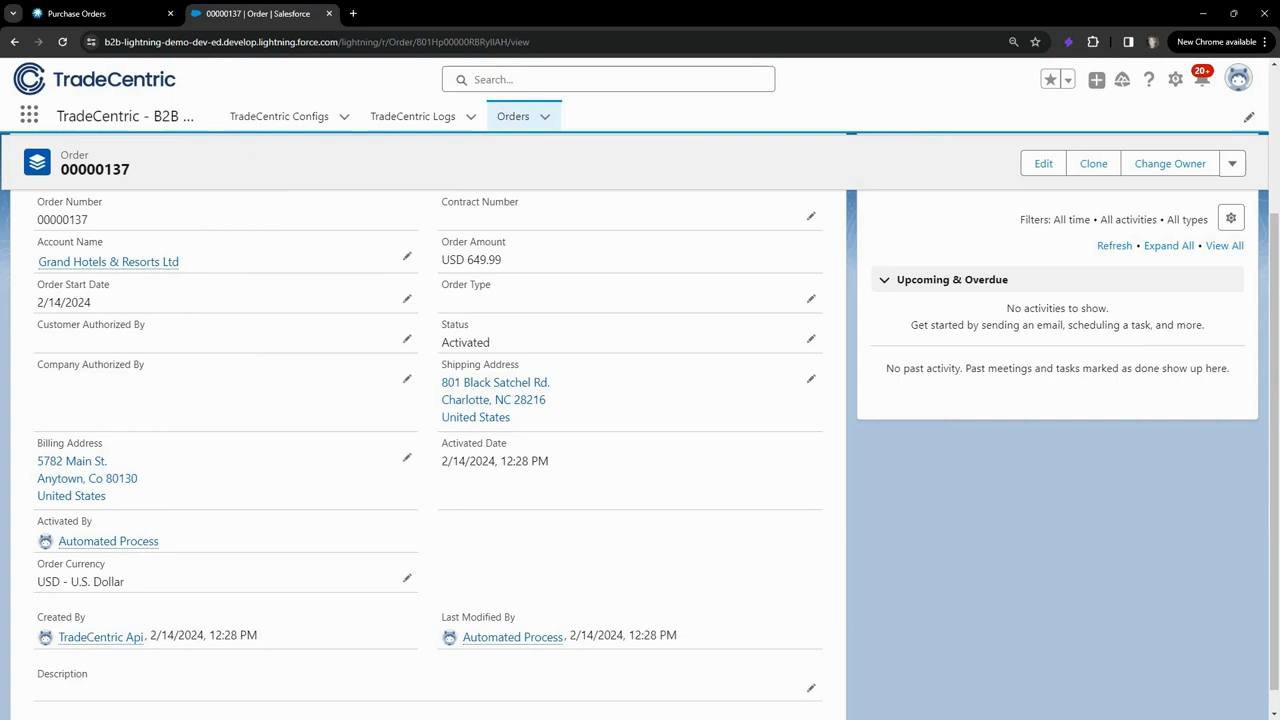 Purchase Orders
00000137 | Order | Salesforce
b2b-lightning-demo-dev-ed.develop.lightning.force.com/lightning/r/Order/801Hp00000RBRyIIAH/view
New Chrome available
TradeCentric
Search...
20+
TradeCentric - B2B ...
TradeCentric Configs
TradeCentric Logs
Orders
Order
00000137
Edit
Clone
Change Owner
Order Number
00000137
Contract Number
Account Name
Grand Hotels & Resorts Ltd
Order Amount
USD 649.99
Order Start Date
2/14/2024
Order Type
Customer Authorized By
Status
Activated
Company Authorized By
Shipping Address
801 Black Satchel Rd.
Charlotte, NC 28216
United States
Billing Address
5782 Main St.
Anytown, Co 80130
United States
Activated Date
2/14/2024, 12:28 PM
Activated By
Automated Process
Order Currency
USD - U.S. Dollar
Created By
TradeCentric Api, 2/14/2024, 12:28 PM
Last Modified By
Automated Process, 2/14/2024, 12:28 PM
Description
Filters: All time • All activities • All types
Refresh • Expand All • View All
Upcoming & Overdue
No activities to show.
Get started by sending an email, scheduling a task, and more.
No past activity. Past meetings and tasks marked as done show up here.